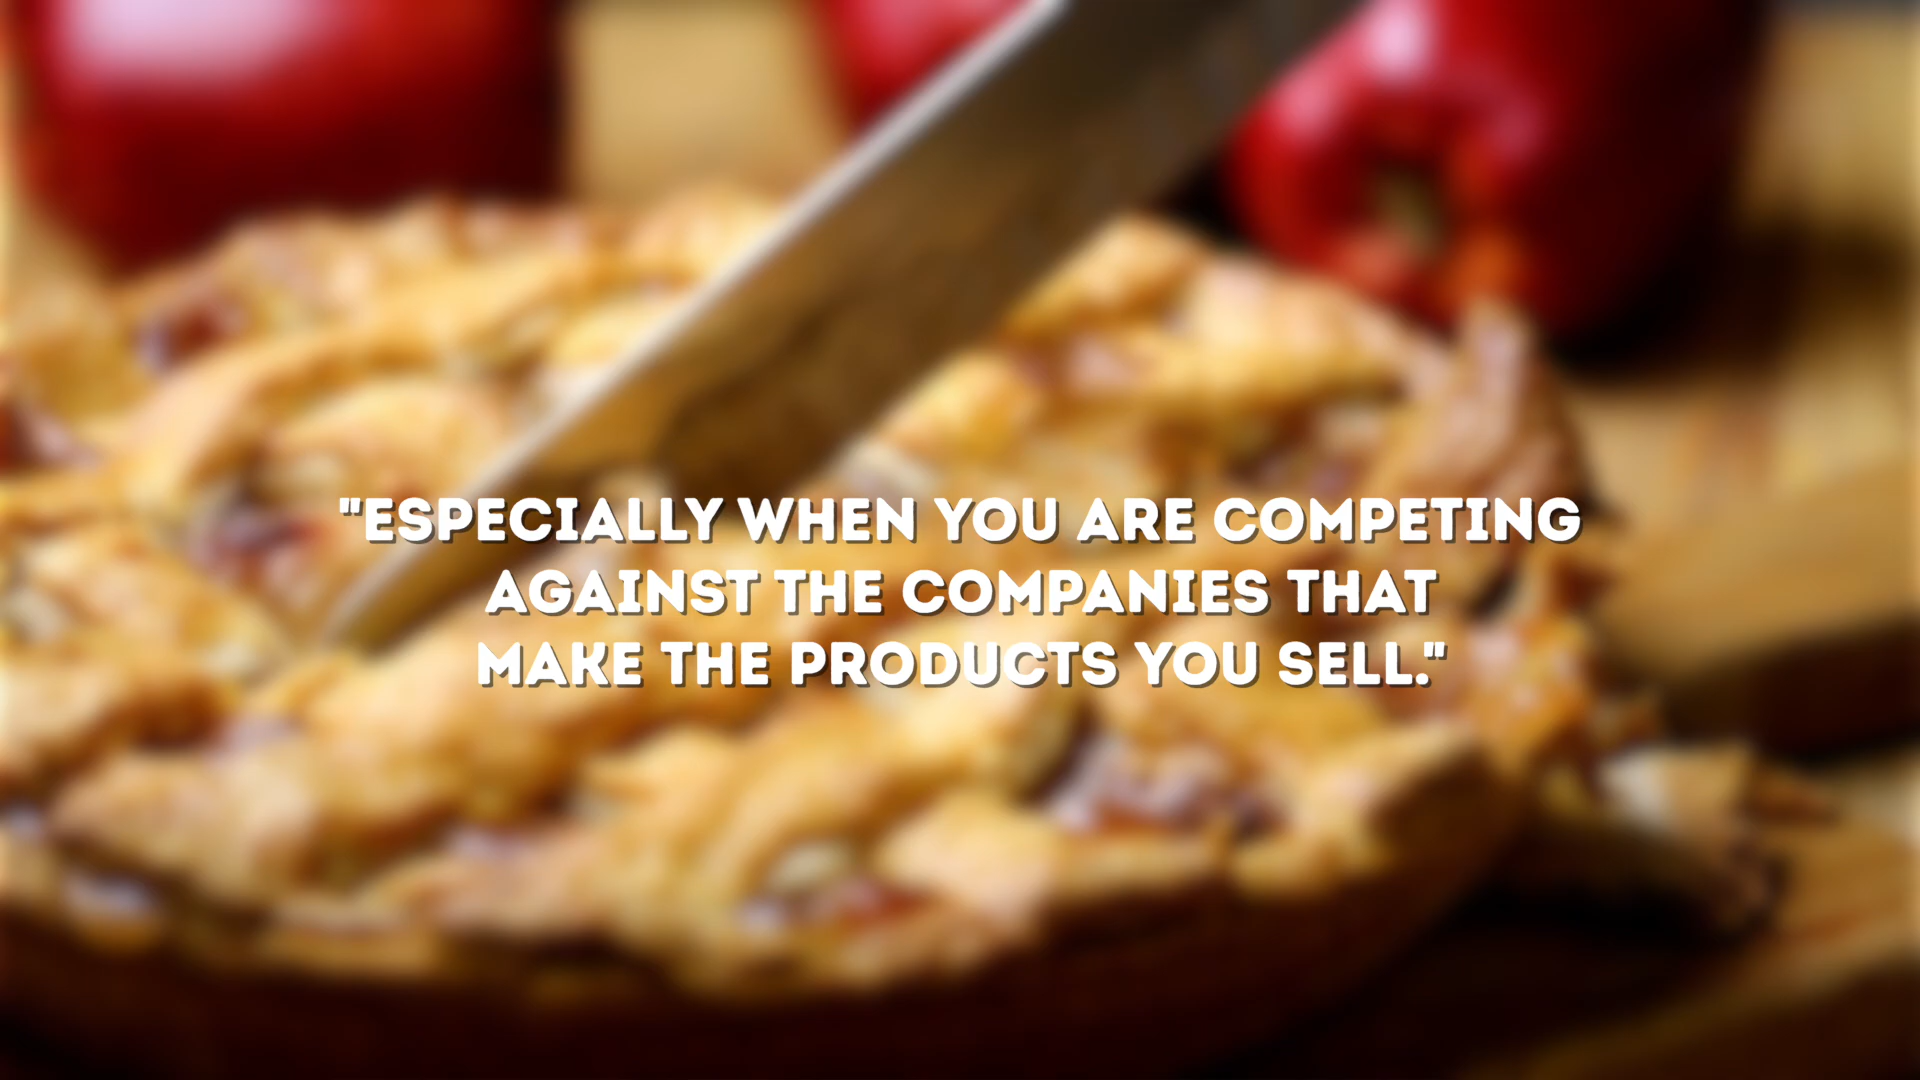 "ESPECIALLY WHEN YOU ARE COMPETING
AGAINST THE COMPANIES THAT
MAKE THE PRODUCTS YOU SELL."